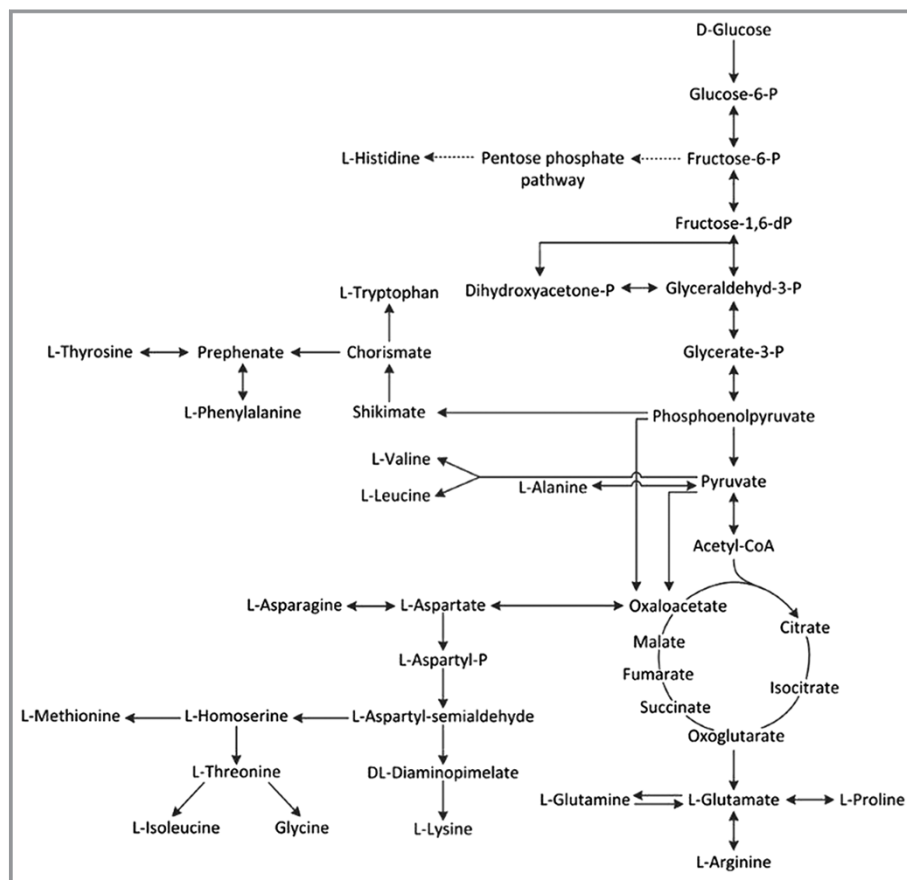 D-Glucose
Glucose-6-P
L-Histidine
Pentose phosphate
pathway
Fructose-6-P
Fructose-1,6-dP
L-Tryptophan
Dihydroxyacetone-P
Glyceraldehyd-3-P
L-Thyrosine
Prephenate
Chorismate
Glycerate-3-P
L-Phenylalanine
Shikimate
Phosphoenolpyruvate
L-Valine
L-Leucine
L-Alanine
Pyruvate
Acetyl-CoA
L-Asparagine
L-Aspartate
Oxaloacetate
Citrate
Malate
L-Aspartyl-P
Fumarate
Isocitrate
Succinate
L-Methionine
L-Homoserine
L-Aspartyl-semialdehyde
Oxoglutarate
L-Threonine
DL-Diaminopimelate
L-Glutamine
L-Glutamate
L-Proline
L-Isoleucine
Glycine
L-Lysine
L-Arginine